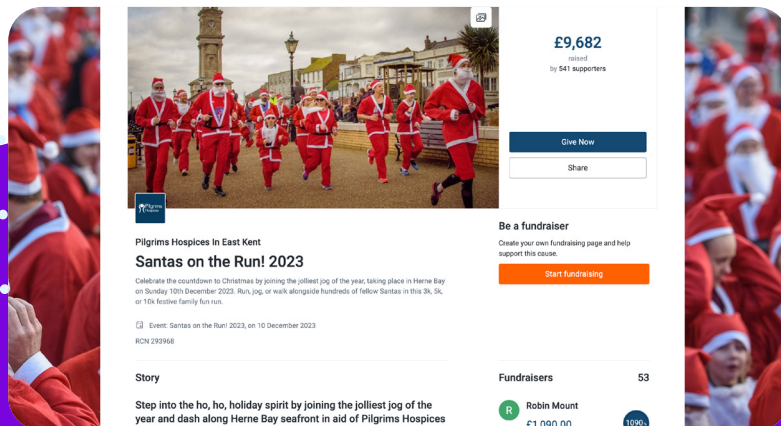 £9,682
raised
by 541 supporters
Give Now
Share
Pilgrims
Hospices
Pilgrims Hospices In East Kent
Santas on the Run! 2023
Celebrate the countdown to Christmas by joining the jolliest jog of the year, taking place in Herne Bay
on Sunday 10th December 2023. Run, jog, or walk alongside hundreds of fellow Santas in this 3k, 5k,
or 10k festive family fun run.
Event: Santas on the Run! 2023, on 10 December 2023
RCN 293968
Be a fundraiser
Create your own fundraising page and help
support this cause.
Start fundraising
Story
Step into the ho, ho, holiday spirit by joining the jolliest jog of the
year and dash along Herne Bay seafront in aid of Pilgrims Hospices
Fundraisers 53
R
Robin Mount
£1,090.00
1090%